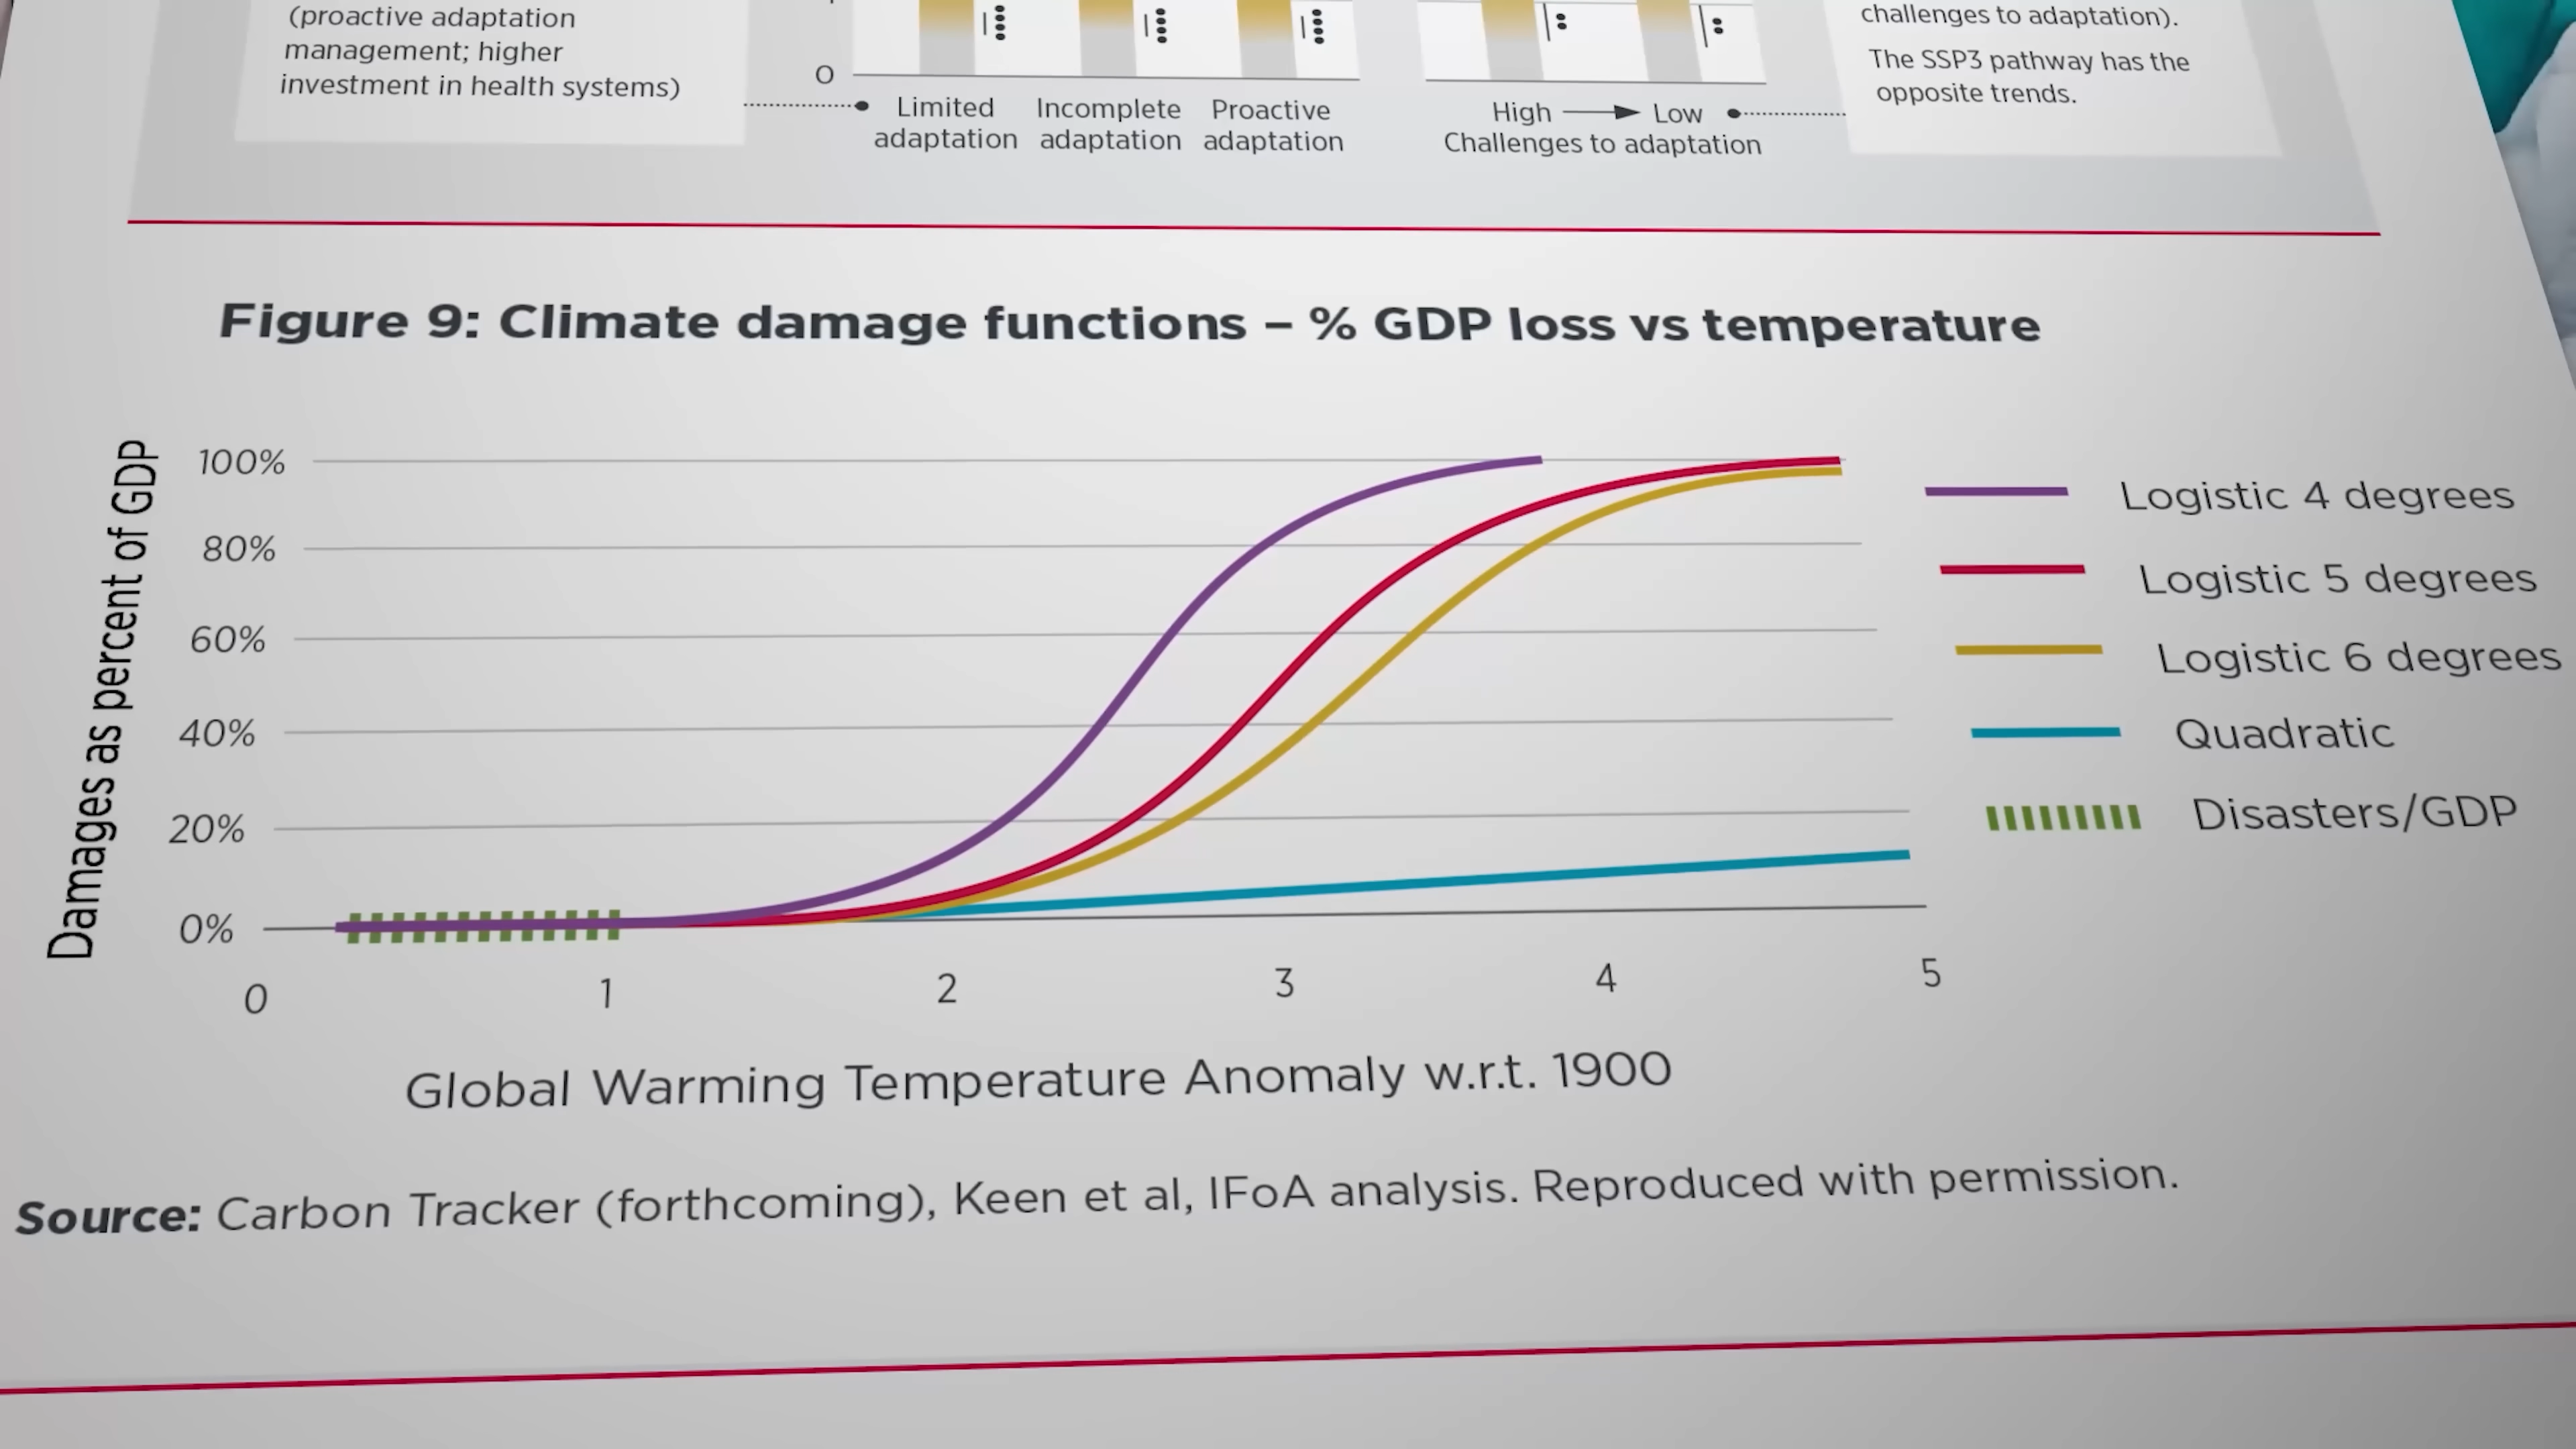 (proactive adaptation
management; higher
investment in health systems)
0
Limited
adaptation
Incomplete
adaptation
Proactive
adaptation
High
Low
Challenges to adaptation
challenges to adaptation).
The SSP3 pathway has the
opposite trends.
Figure 9: Climate damage functions – % GDP loss vs temperature
Damages as percent of GDP
100%
80%
60%
40%
20%
0%
0
1
2
3
4
5
Global Warming Temperature Anomaly w.r.t. 1900
Logistic 4 degrees
Logistic 5 degrees
Logistic 6 degrees
Quadratic
Disasters/GDP
Source: Carbon Tracker (forthcoming), Keen et al, IFoA analysis. Reproduced with permission.